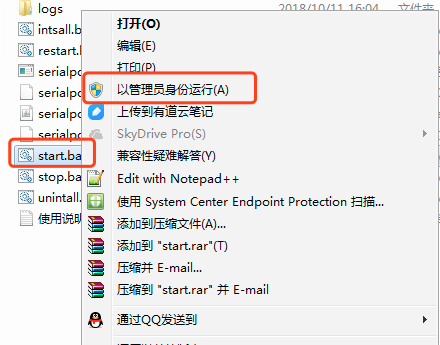 logs 2018/10/11 16:04 文件夹
intsall.b
restart.l
serialpc
serialpc
serialpc
start.ba
stop.ba
unintall.
使用说明
打开(O)
编辑(E)
打印(P)
以管理员身份运行(A)
上传到有道云笔记
SkyDrive Pro(S)
兼容性疑难解答(Y)
Edit with Notepad++
使用 System Center Endpoint Protection 扫描...
添加到压缩文件(A)...
添加到 "start.rar"(T)
压缩并 E-mail...
压缩到 "start.rar" 并 E-mail
通过QQ发送到